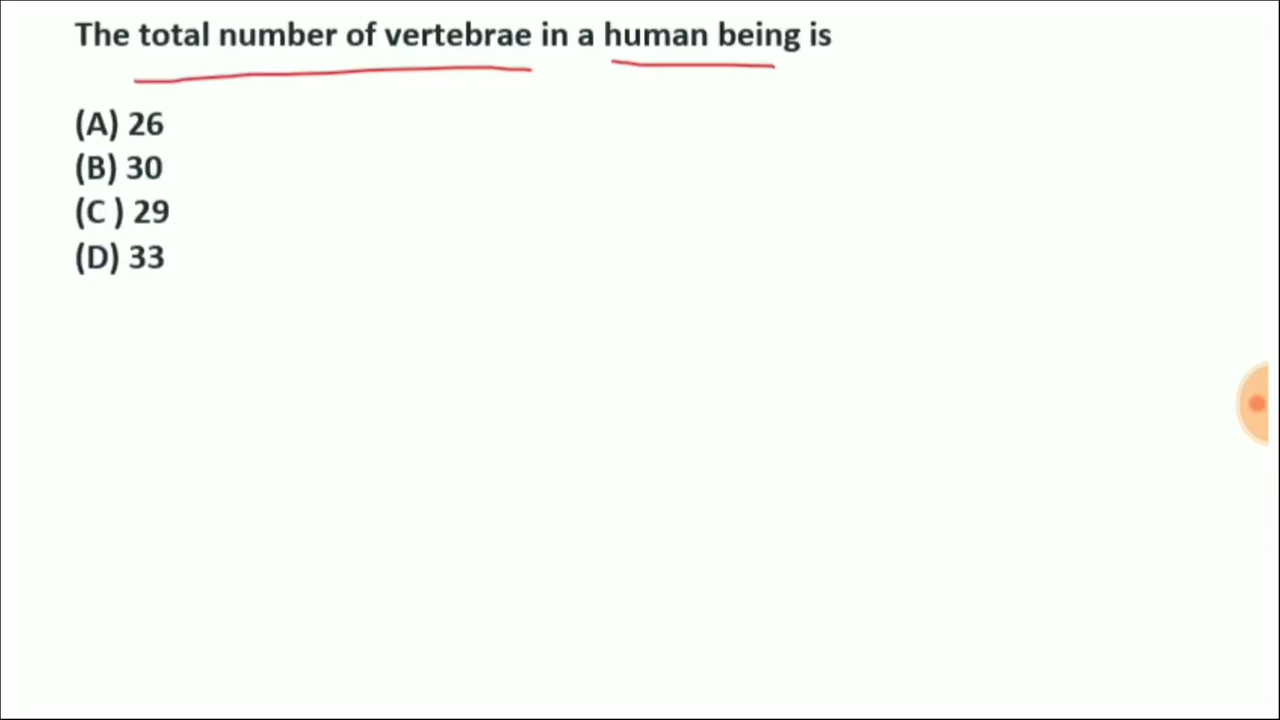 The total number of vertebrae in a human being is
(A) 26
(B) 30
(C ) 29
(D) 33